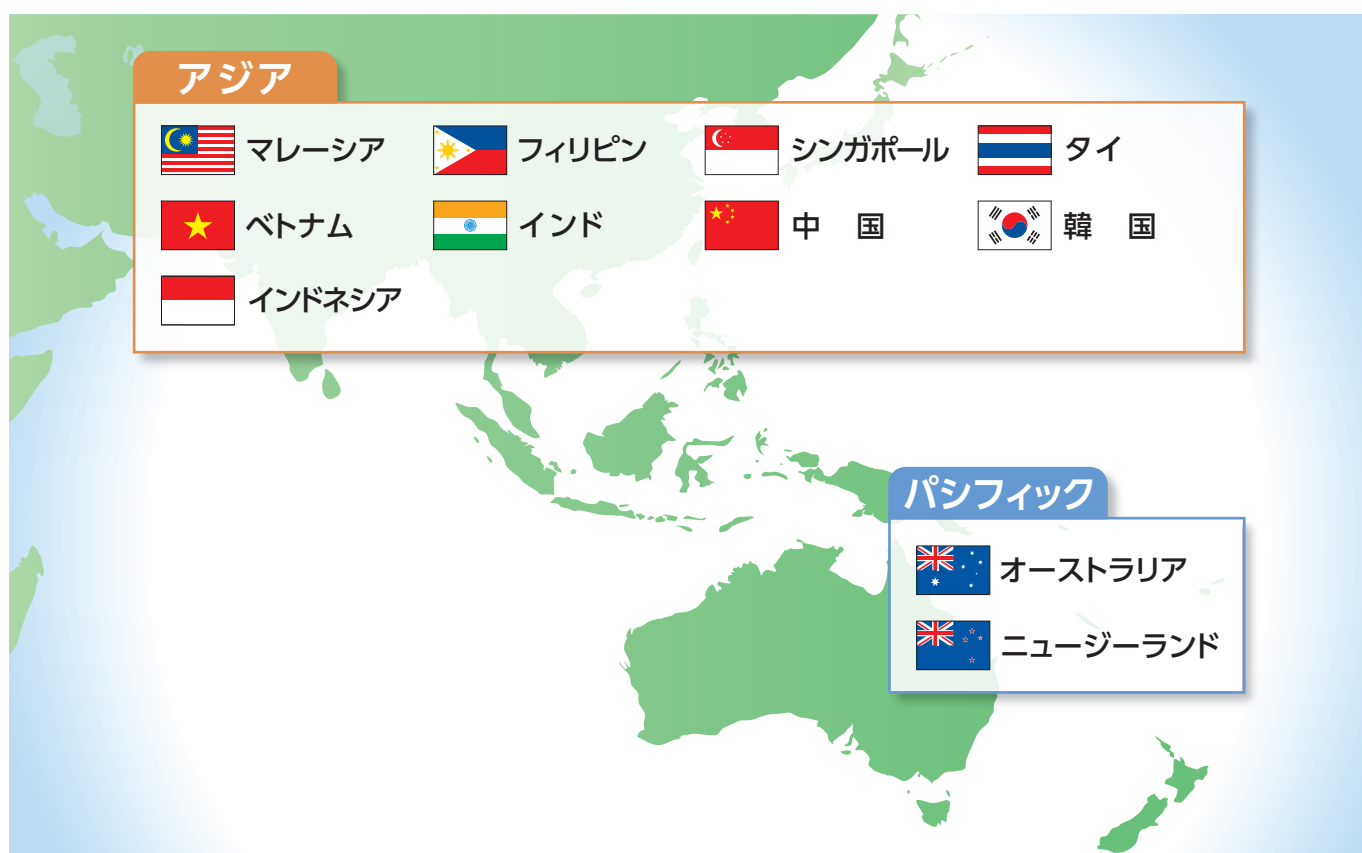 アジア
マレーシア フィリピン シンガポール タイ
ベトナム インド 中　国 韓　国
インドネシア
パシフィック
オーストラリア
ニュージーランド